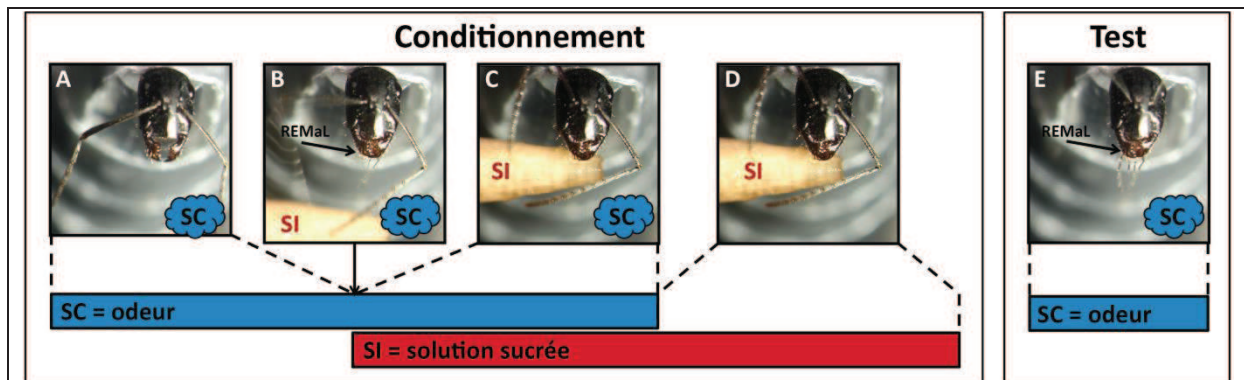 Conditionnement
Test
A
B
C
D
E
REMaL
REMaL
SI
SI
SI
SC
SC
SC
SC
SC = odeur
SC = odeur
SI = solution sucrée